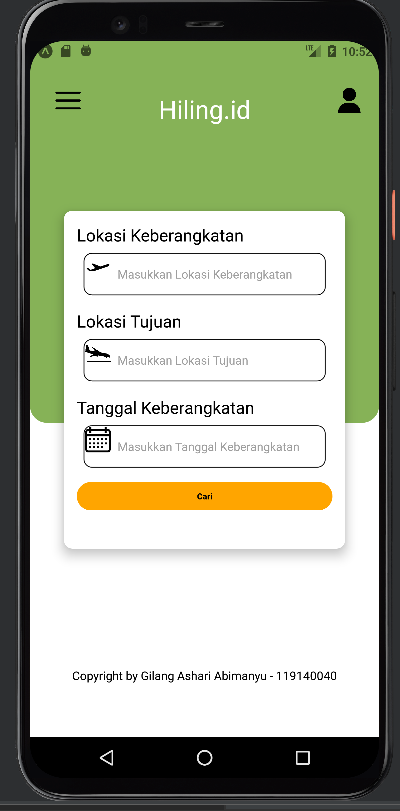 LTE 10:52
Hiling.id
Lokasi Keberangkatan
Masukkan Lokasi Keberangkatan
Lokasi Tujuan
Masukkan Lokasi Tujuan
Tanggal Keberangkatan
Masukkan Tanggal Keberangkatan
Cari
Copyright by Gilang Ashari Abimanyu - 119140040